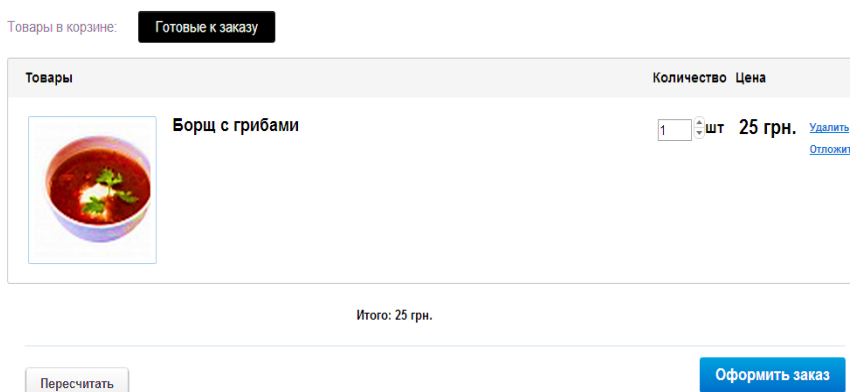 Товары в корзине: Готовые к заказу
Товары Количество Цена
Борщ с грибами 1 шт 25 грн. Удалить
Отложит
Итого: 25 грн.
Пересчитать Оформить заказ